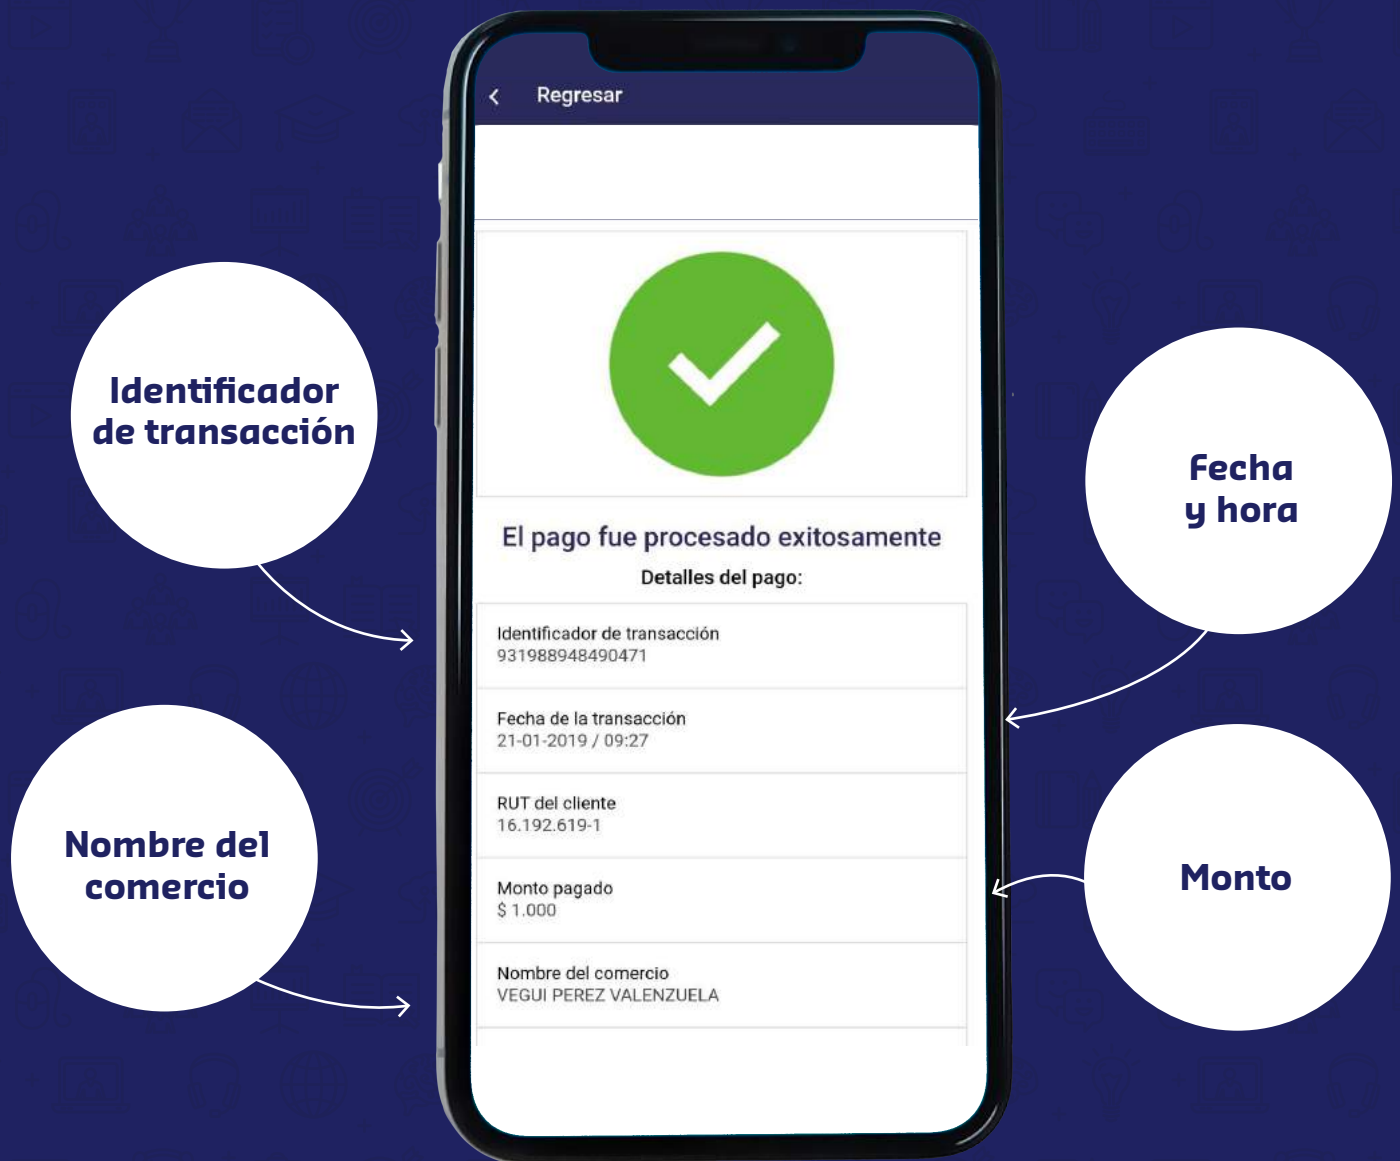 Regresar
El pago fue procesado exitosamente
Detalles del pago:
Identificador de transacción
931988948490471
Fecha de la transacción
21-01-2019 / 09:27
RUT del cliente
16.192.619-1
Monto pagado
$ 1.000
Nombre del comercio
VEGUI PEREZ VALENZUELA
Identificador
de transacción
Nombre del
comercio
Fecha
y hora
Monto